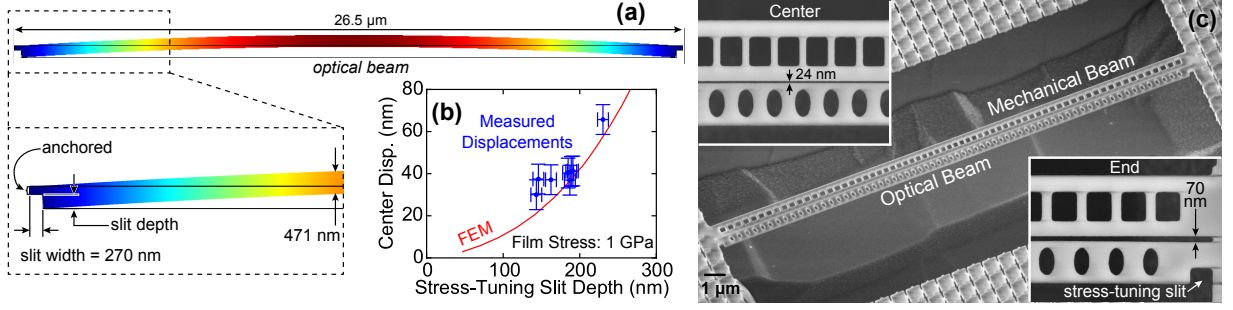 (a)
26.5 μm
optical beam
anchored
slit depth
471 nm
slit width = 270 nm
(b)
80
60
40
20
0
Center Disp. (nm)
Measured
Displacements
FEM
Film Stress: 1 GPa
0
100
200
300
Stress-Tuning Slit Depth (nm)
(c)
Center
24 nm
Mechanical Beam
Optical Beam
1 μm
End
70
nm
stress-tuning slit